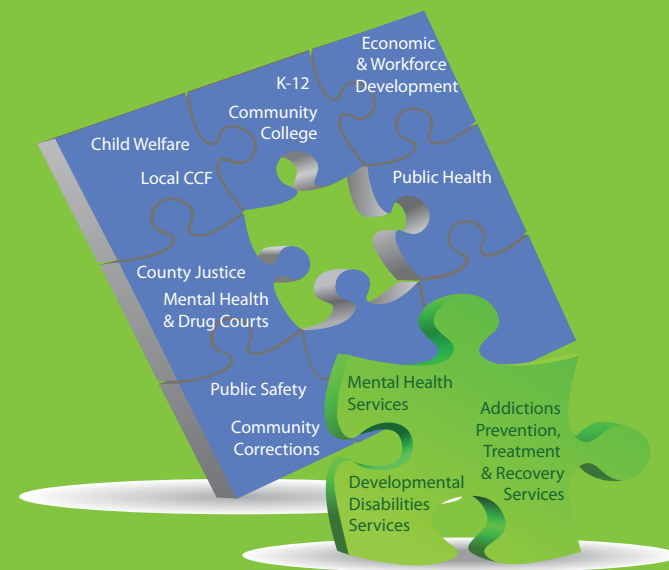 Economic
& Workforce
Development
K-12
Community
College
Child Welfare
Local CCF
Public Health
County Justice
Mental Health
& Drug Courts
Public Safety
Community
Corrections
Mental Health
Services
Addictions
Prevention,
Treatment
& Recovery
Services
Developmental
Disabilities
Services